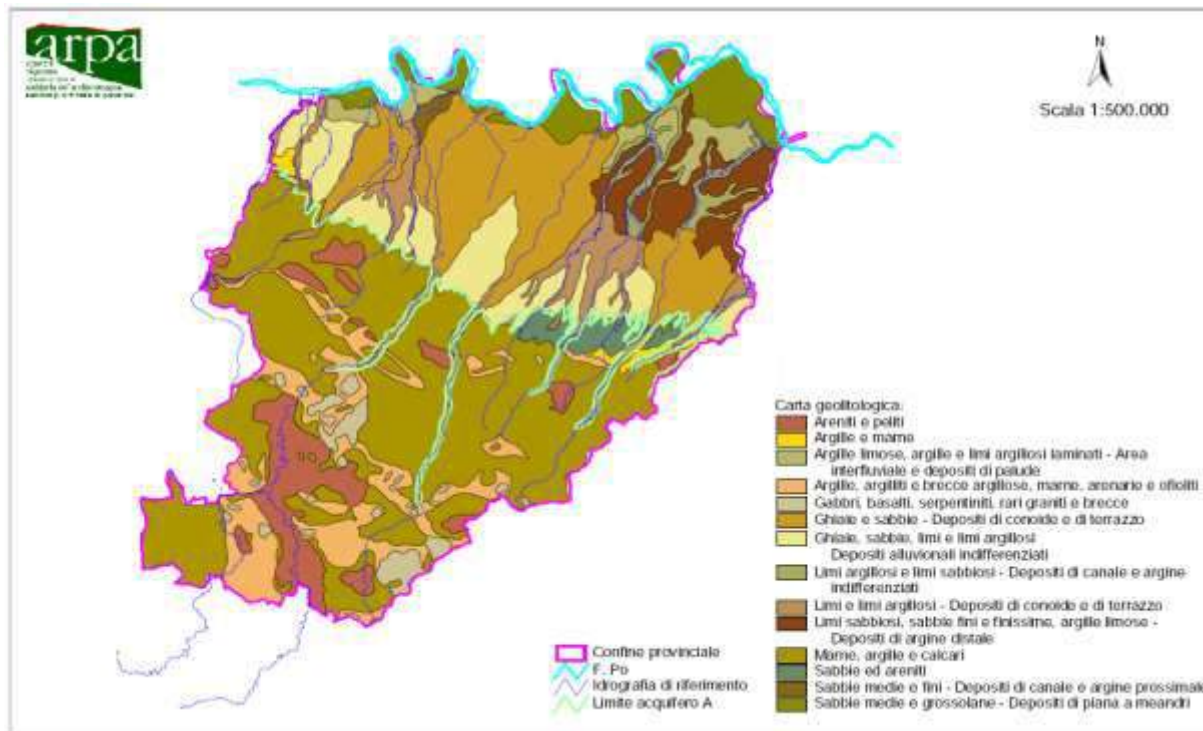 arpa
N
Scala 1:500.000
Carta geolitologica:
Areniti e peliti
Argille e marne
Argille limose, argille e limi argillosi laminati - Area
interfluviale e depositi di palude
Argille, argilliti e brecce argillose, marne, arenarie e ofioliti
Gabbri, basalti, serpentiniti, rari graniti e brecce
Ghiaie e sabbie - Depositi di conoide e di terrazzo
Ghiaie, sabbie, limi e limi argillosi
Depositi alluvionali indifferenziati
Limi argillosi e limi sabbiosi - Depositi di canale e argine
indifferenziati
Limi e limi argillosi - Depositi di conoide e di terrazzo
Limi sabbiosi, sabbie fini e finissime, argille limose -
Depositi di argine distale
Marne, argille e calcari
Sabbie ed areniti
Sabbie medie e fini - Depositi di canale e argine prossimale
Sabbie medie e grossolane - Depositi di piana a meandri
Confine provinciale
F. Po
Idrografia di riferimento
Limite acquifero A